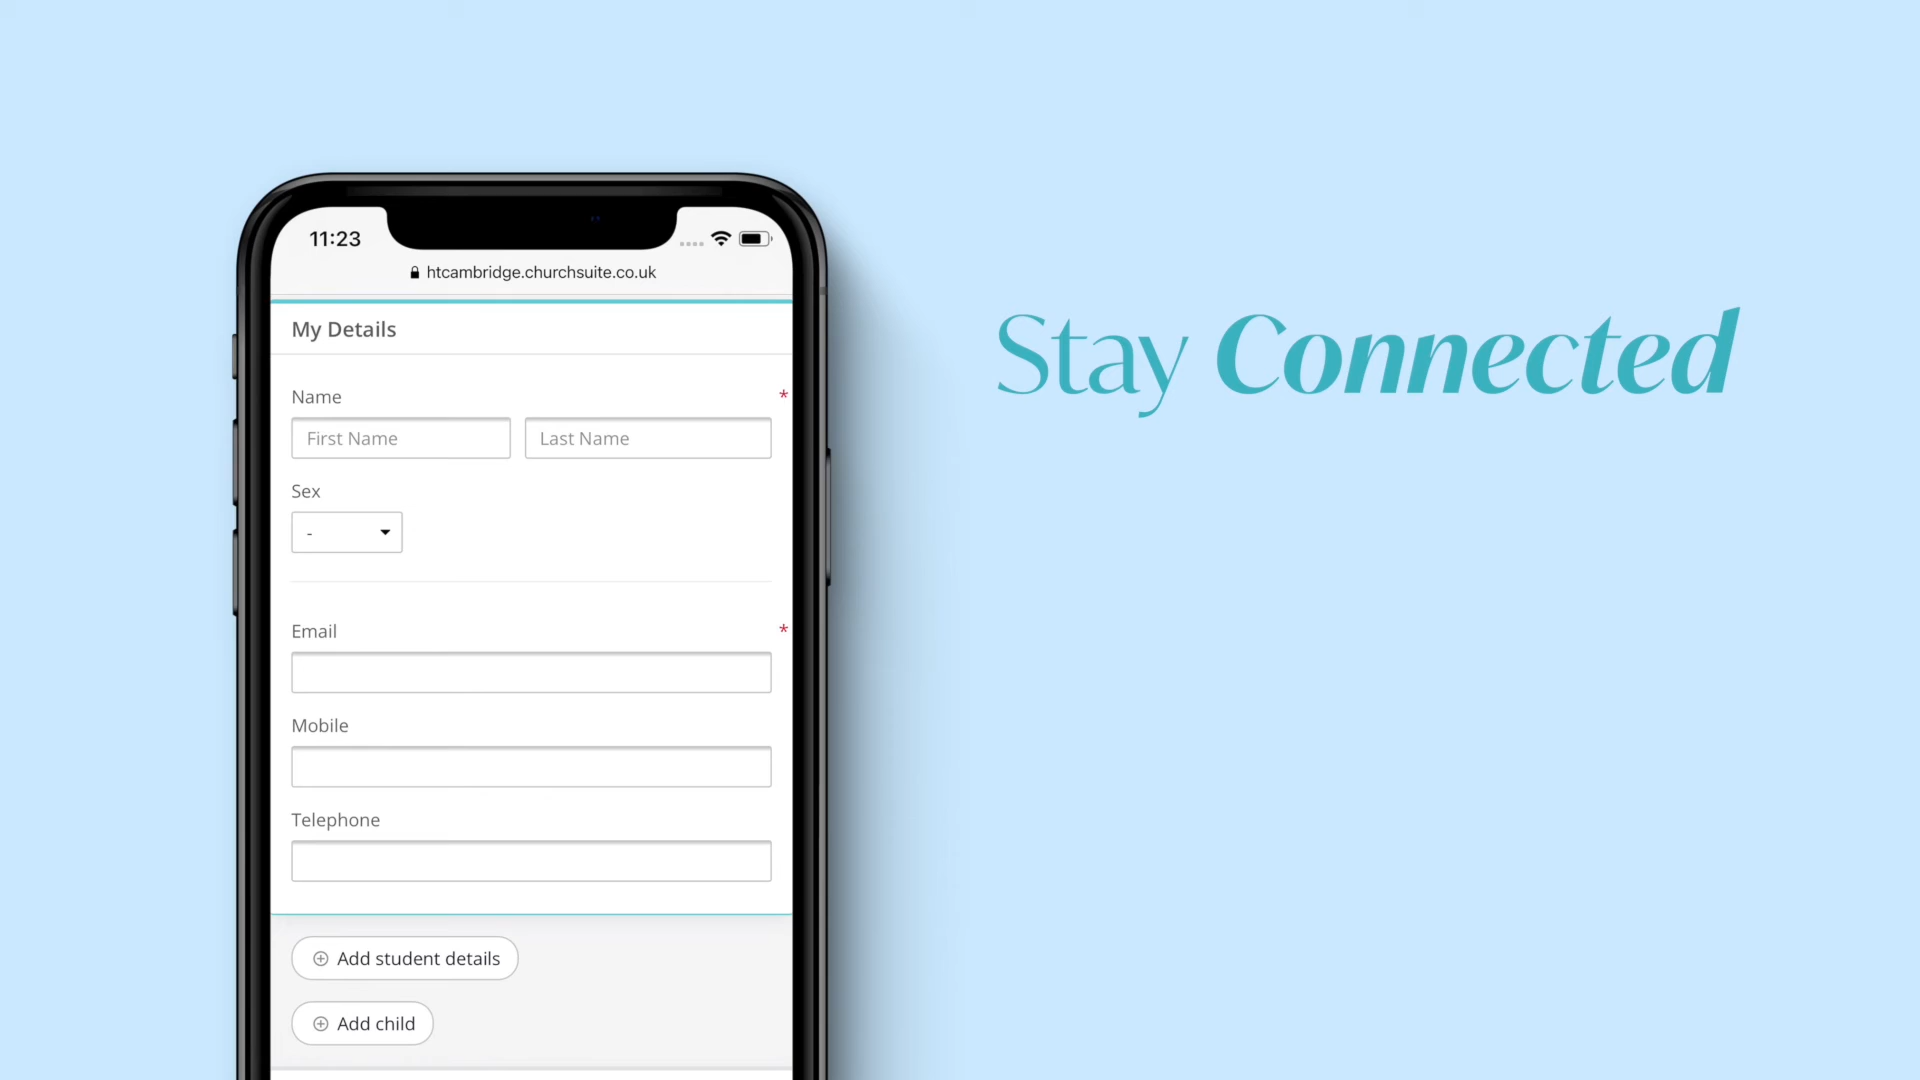 11:23
htcambridge.churchsuite.co.uk
My Details
Name *
First Name Last Name
Sex
-
Email *
Mobile
Telephone
Add student details
Add child
Stay Connected